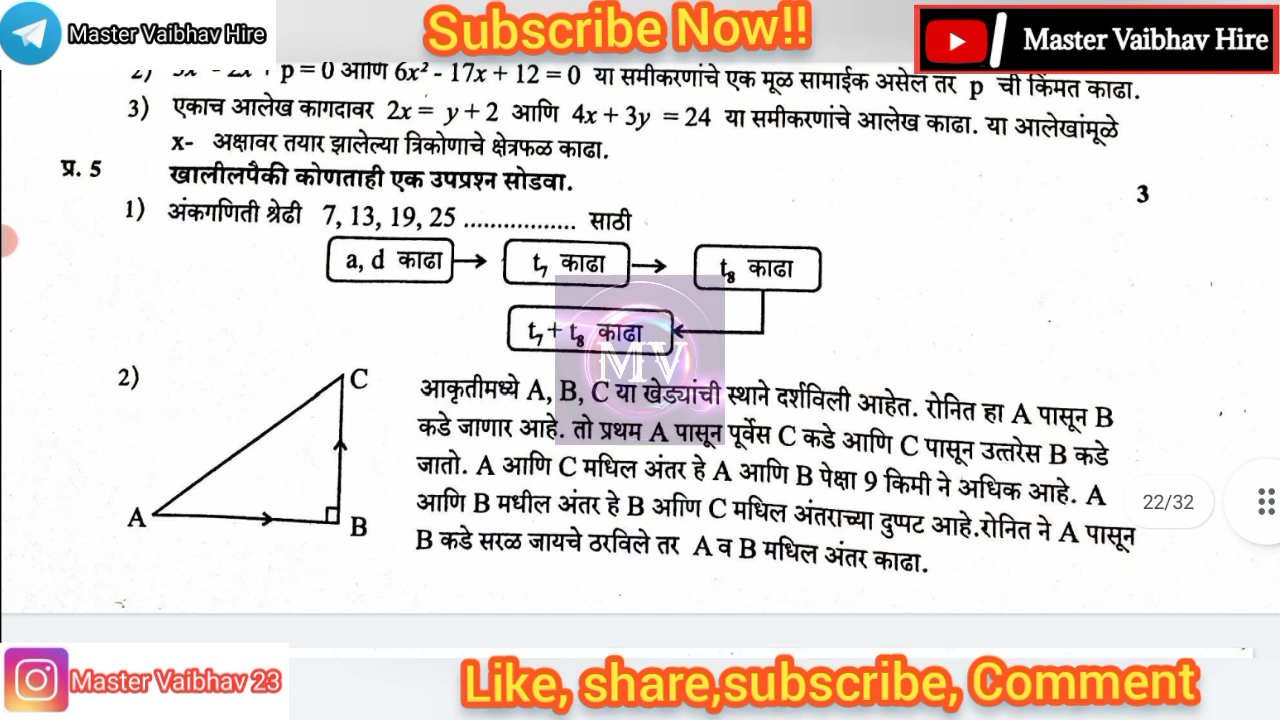 Master Vaibhav Hire
Subscribe Now!!
Master Vaibhav Hire
2) p = 0 आणि 6x² - 17x + 12 = 0 या समीकरणांचे एक मूळ सामाईक असेल तर p ची किंमत काढा.
3) एकाच आलेख कागदावर 2x = y + 2 आणि 4x + 3y = 24 या समीकरणांचे आलेख काढा. या आलेखांमूळे
x- अक्षावर तयार झालेल्या त्रिकोणाचे क्षेत्रफळ काढा.
प्र. 5 खालीलपैकी कोणताही एक उपप्रश्न सोडवा. 3
1) अंकगणिती श्रेढी 7, 13, 19, 25 ................. साठी
a, d काढा
t₇ काढा
t₈ काढा
t₇ + t₈ काढा
MV
2)
C
A
B
आकृतीमध्ये A, B, C या खेड्यांची स्थाने दर्शविली आहेत. रोनित हा A पासून B
कडे जाणार आहे. तो प्रथम A पासून पूर्वेस C कडे आणि C पासून उत्तरेस B कडे
जातो. A आणि C मधिल अंतर हे A आणि B पेक्षा 9 किमी ने अधिक आहे. A
आणि B मधील अंतर हे B अाणि C मधिल अंतराच्या दुप्पट आहे.रोनित ने A पासून
B कडे सरळ जायचे ठरविले तर A व B मधिल अंतर काढा.
22/32
Master Vaibhav 23
Like, share,subscribe, Comment